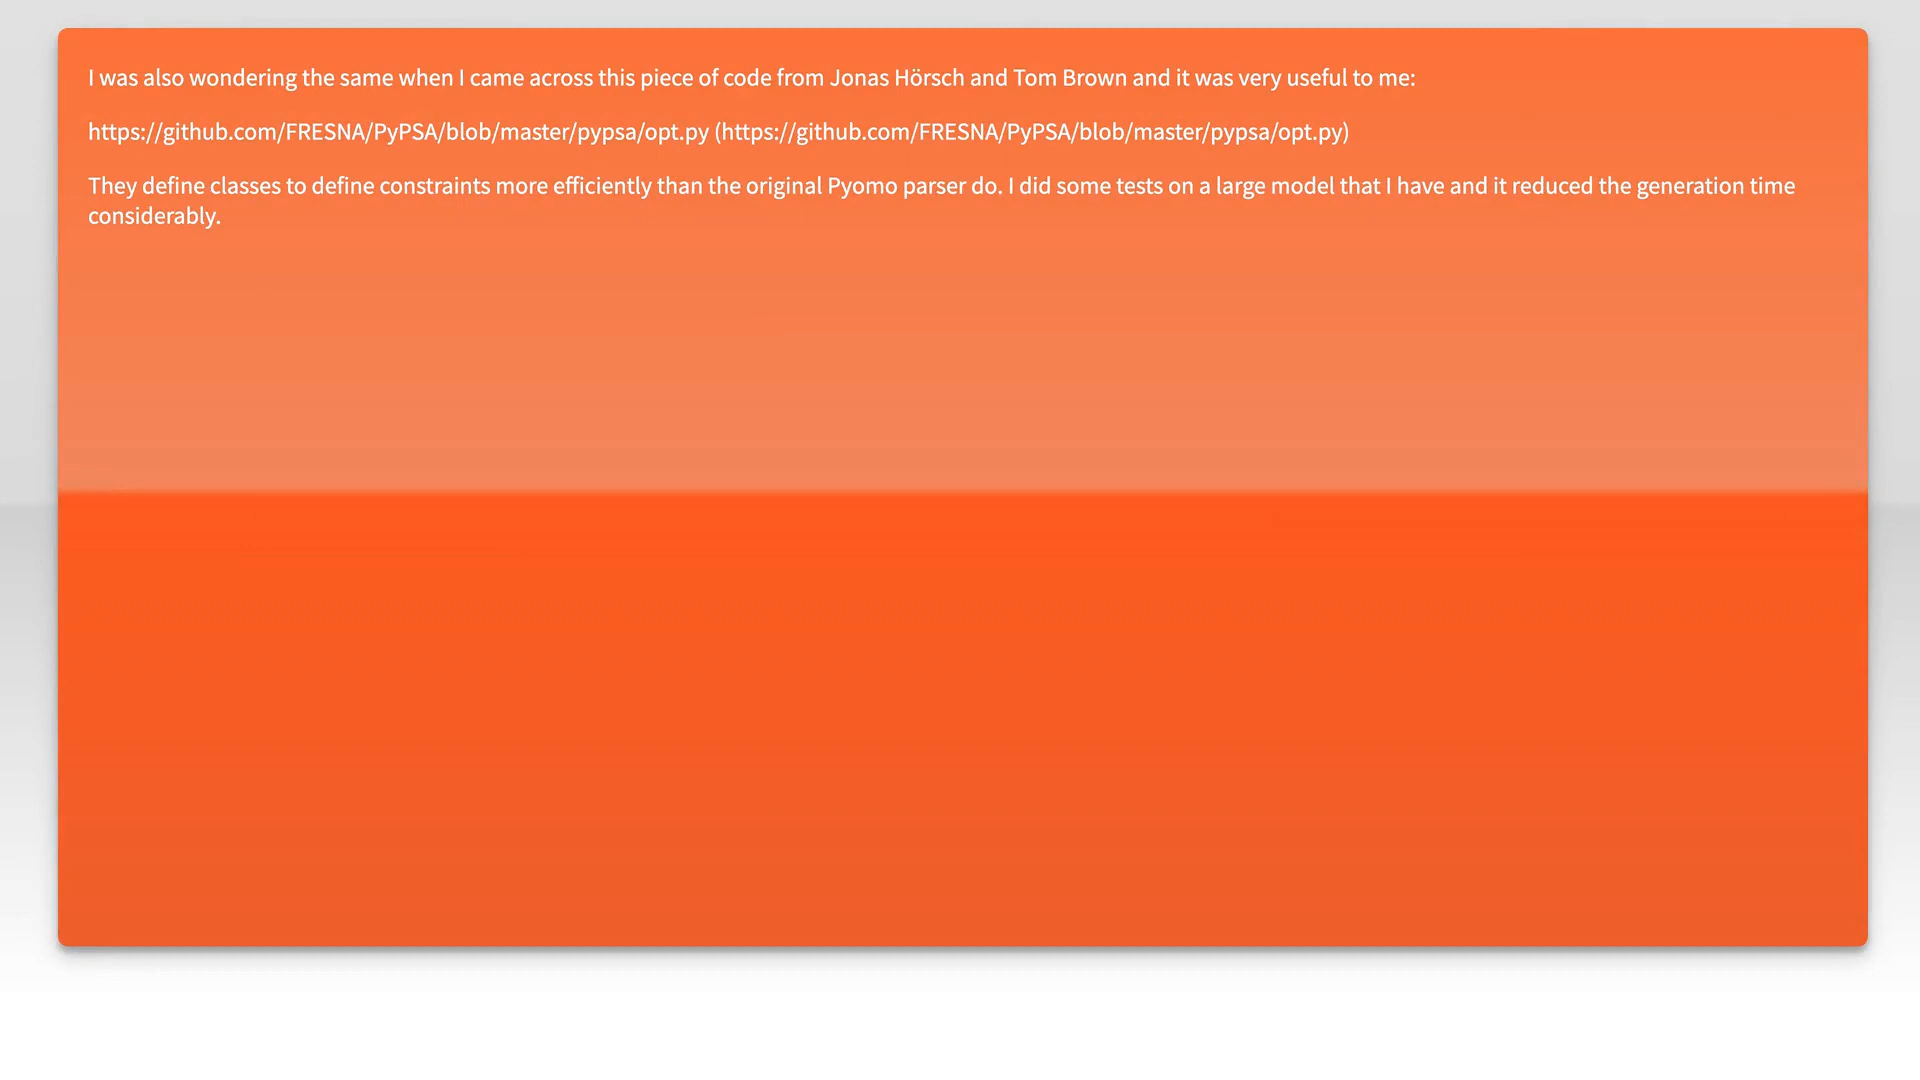 I was also wondering the same when I came across this piece of code from Jonas Hörsch and Tom Brown and it was very useful to me:
https://github.com/FRESNA/PyPSA/blob/master/pypsa/opt.py (https://github.com/FRESNA/PyPSA/blob/master/pypsa/opt.py)
They define classes to define constraints more efficiently than the original Pyomo parser do. I did some tests on a large model that I have and it reduced the generation time
considerably.